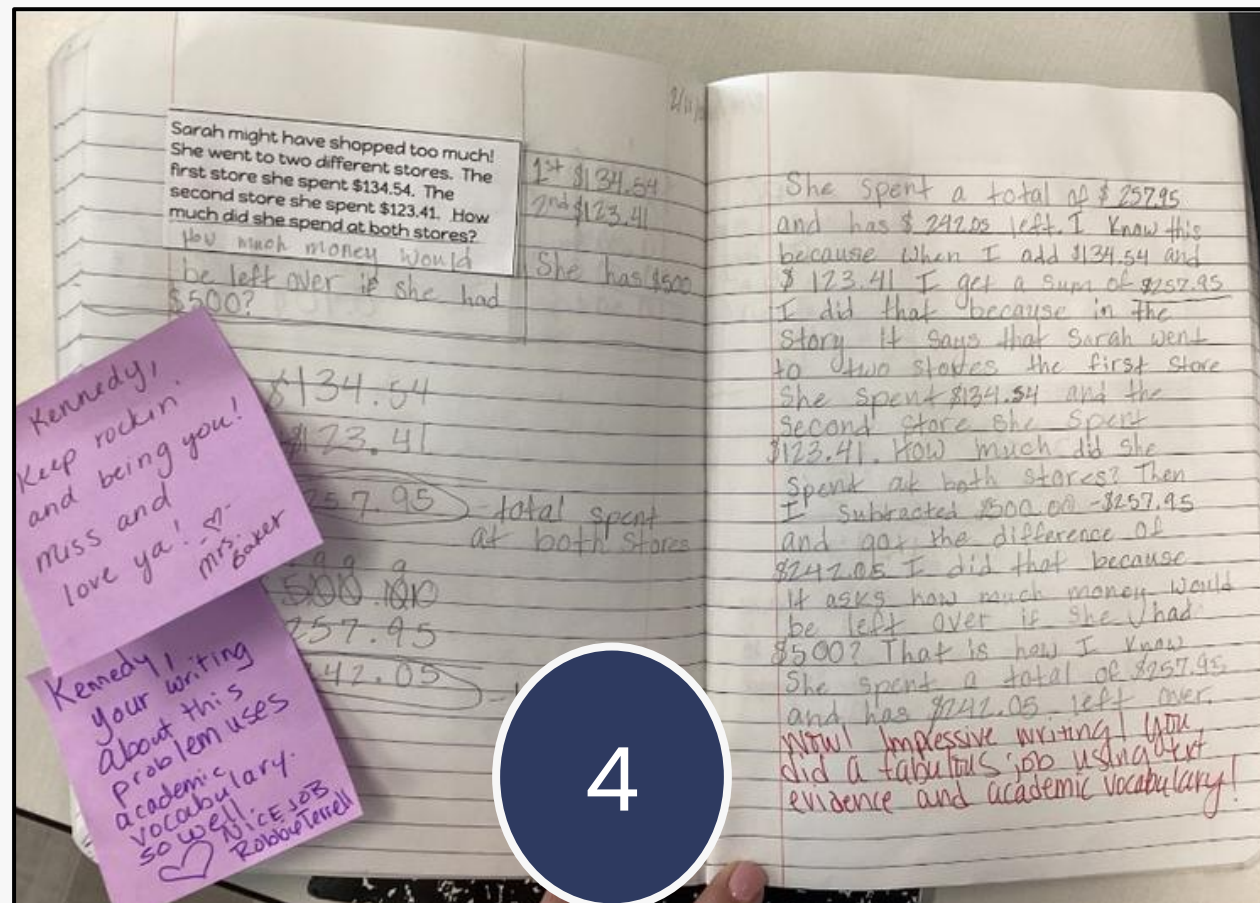 2/11
Sarah might have shopped too much!
She went to two different stores. The
first store she spent $134.54. The
second store she spent $123.41. How
much did she spend at both stores?
How much money would
be left over if she had
$500?
1st $134.54
2nd $123.41
She has $500
$134.54
$123.41
257.95
total spent
at both stores
9 9 9
500.00
257.95
42.05
Kennedy,
Keep rockin
and being you!
miss and
love ya!
Mrs.
Baker
Kennedy,
your writing
about this
problem uses
academic
vocabulary
so well.
NICE JOB
Robbie Terrell
She spent a total of $257.95
and has $242.05 left. I know this
because when I add $134.54 and
$123.41 I get a sum of $257.95
I did that because in the
story it says that Sarah went
to two stores the first store
she spent $134.54 and the
second store she spent
$123.41. How much did she
spend at both stores? Then
I subtracted $500.00 - $257.95
and got the difference of
$242.05 I did that because
it asks how much money would
be left over if she had
$500? That is how I know
she spent a total of $257.95
and has $242.05 left over.
Wow! Impressive writing! You
did a fabulous job using text
evidence and academic vocabulary!
4